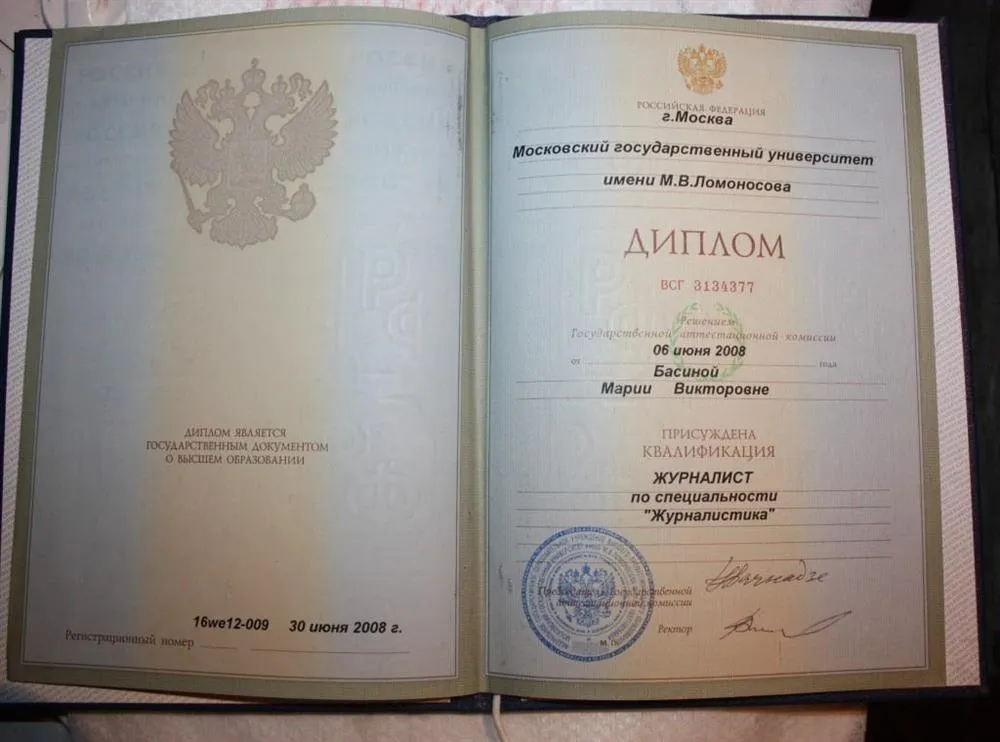 ДИПЛОМ ЯВЛЯЕТСЯ
ГОСУДАРСТВЕННЫМ ДОКУМЕНТОМ
О ВЫСШЕМ ОБРАЗОВАНИИ
16we12-009 30 июня 2008 г.
Регистрационный номер
РОССИЙСКАЯ ФЕДЕРАЦИЯ
г.Москва
Московский государственный университет
имени М.В.Ломоносова
ДИПЛОМ
ВСГ 3134377
Решением
Государственной аттестационной комиссии
06 июня 2008
от года
Басиной
Марии Викторовне
ПРИСУЖДЕНА
КВАЛИФИКАЦИЯ
ЖУРНАЛИСТ
по специальности
"Журналистика"
Председатель Государственной
аттестационной комиссии
Ректор